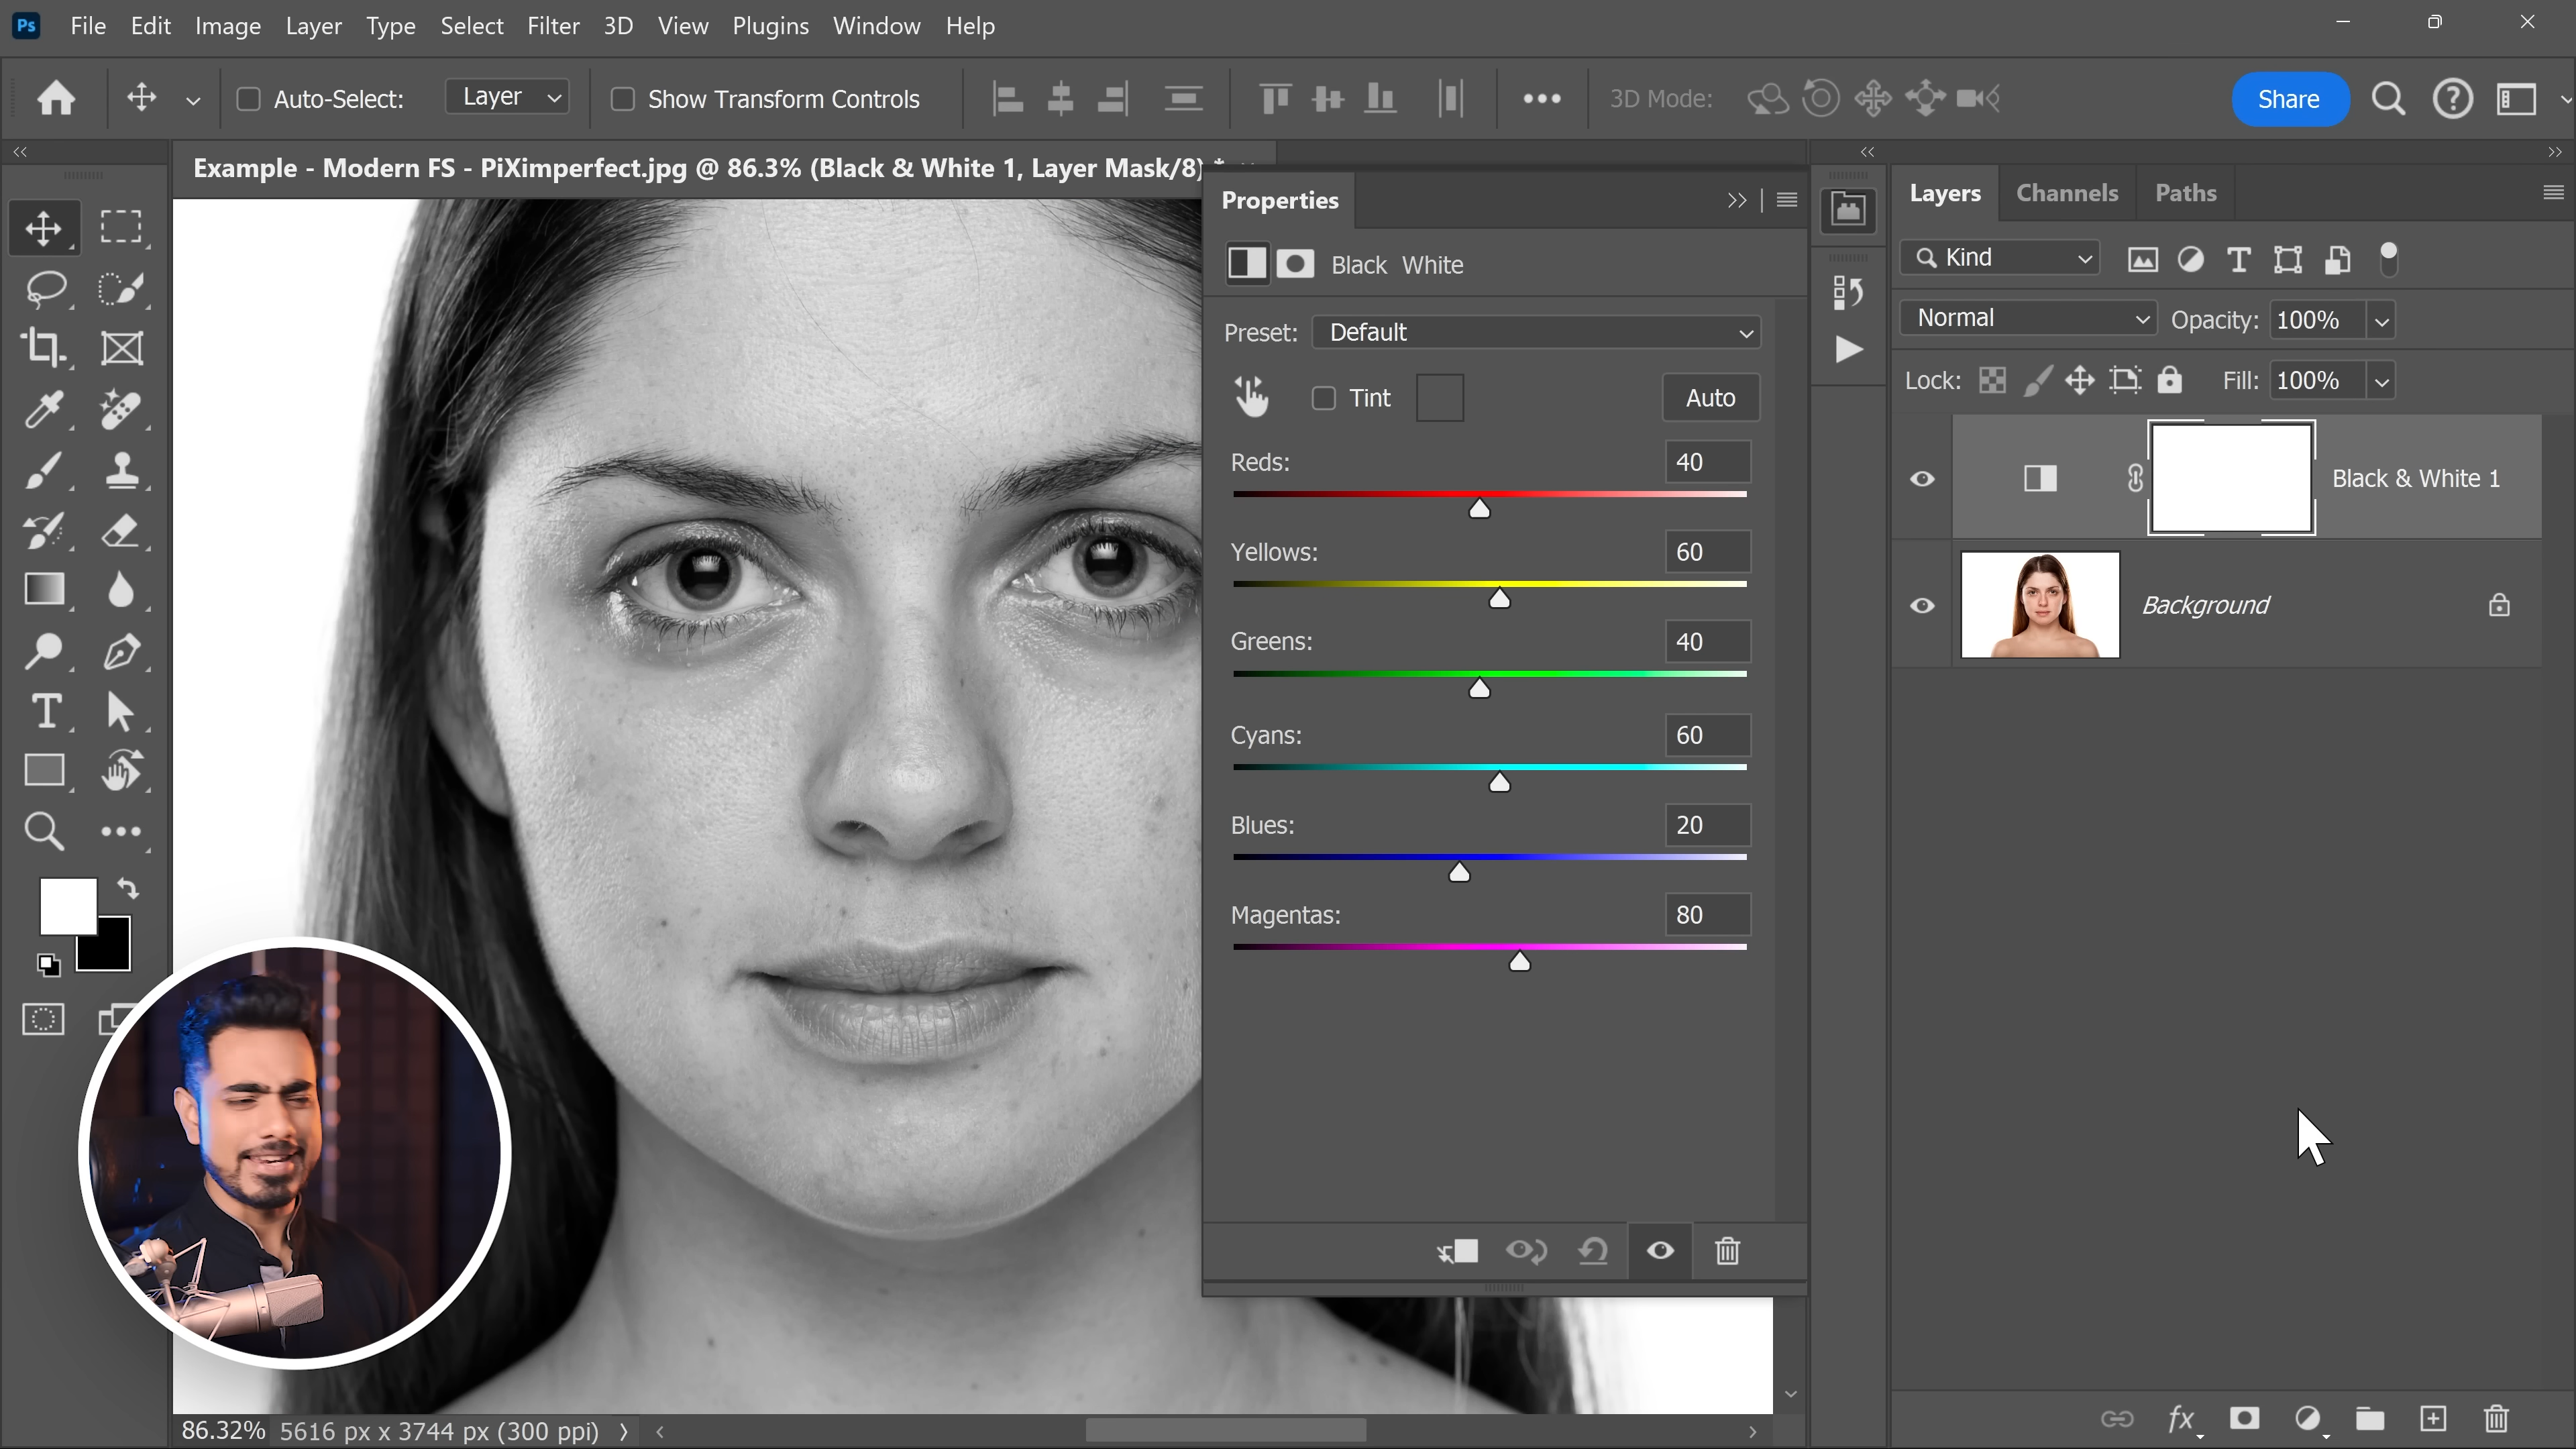 Ps File Edit Image Layer Type Select Filter 3D View Plugins Window Help
Auto-Select: Layer Show Transform Controls 3D Mode: Share
Example - Modern FS - PiXimperfect.jpg @ 86.3% (Black & White 1, Layer Mask/8) *
Properties
Black White
Preset: Default
Tint Auto
Reds: 40
Yellows: 60
Greens: 40
Cyans: 60
Blues: 20
Magentas: 80
Layers Channels Paths
Kind
Normal Opacity: 100%
Lock: Fill: 100%
Black & White 1
Background
fx
86.32% 5616 px x 3744 px (300 ppi)